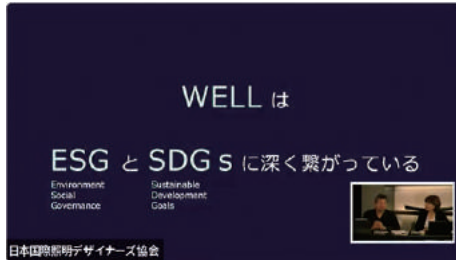 WELL は
ESG と SDG s に深く繋がっている
Environment Sustainable
Social Development
Governance Goals
日本国際照明デザイナーズ協会